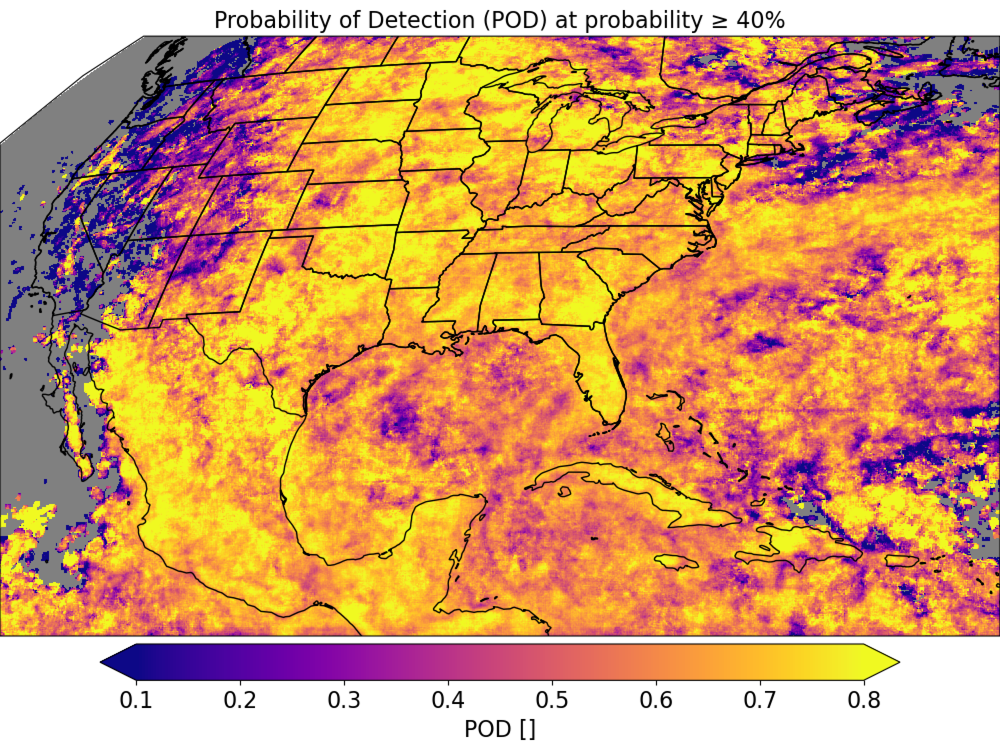 Probability of Detection (POD) at probability ≥ 40%
0.1 0.2 0.3 0.4 0.5 0.6 0.7 0.8
POD []